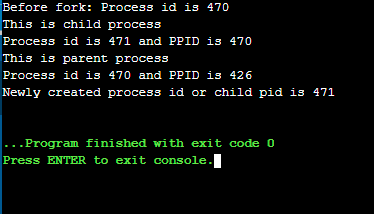 Before fork: Process id is 470
This is child process
Process id is 471 and PPID is 470
This is parent process
Process id is 470 and PPID is 426
Newly created process id or child pid is 471
...Program finished with exit code 0
Press ENTER to exit console.